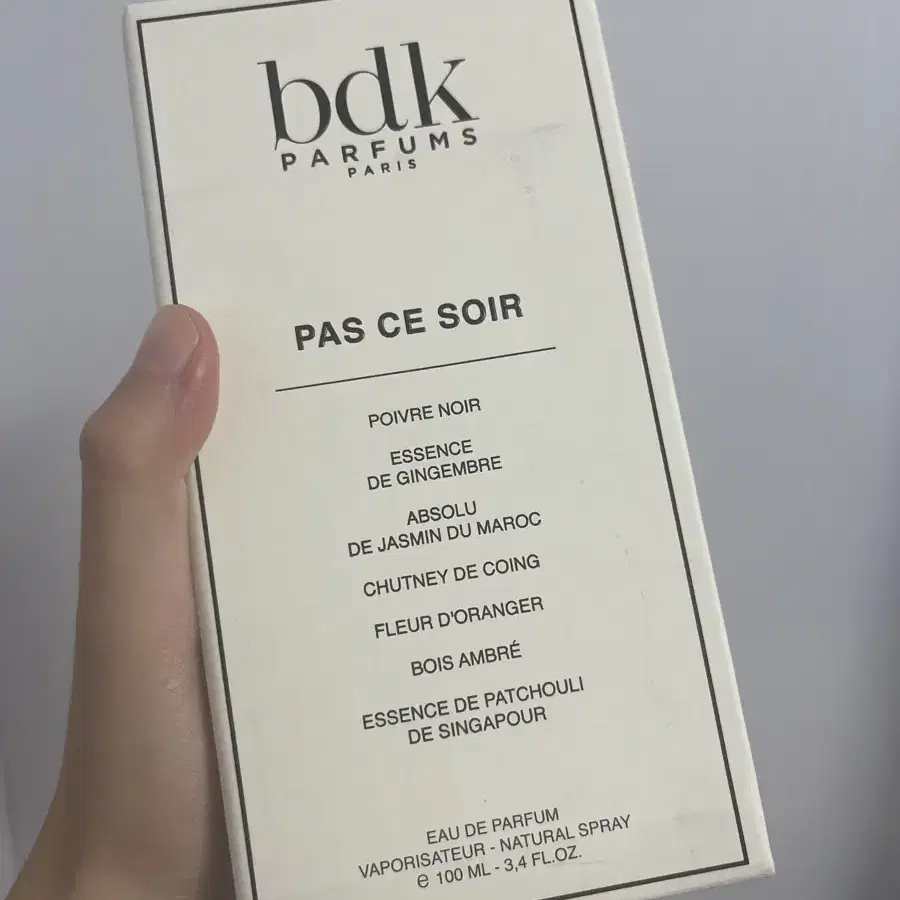 bdk
PARFUMS
PARIS
PAS CE SOIR
POIVRE NOIR
ESSENCE
DE GINGEMBRE
ABSOLU
DE JASMIN DU MAROC
CHUTNEY DE COING
FLEUR D'ORANGER
BOIS AMBRÉ
ESSENCE DE PATCHOULI
DE SINGAPOUR
EAU DE PARFUM
VAPORISATEUR - NATURAL SPRAY
℮ 100 ML - 3,4 FL.OZ.